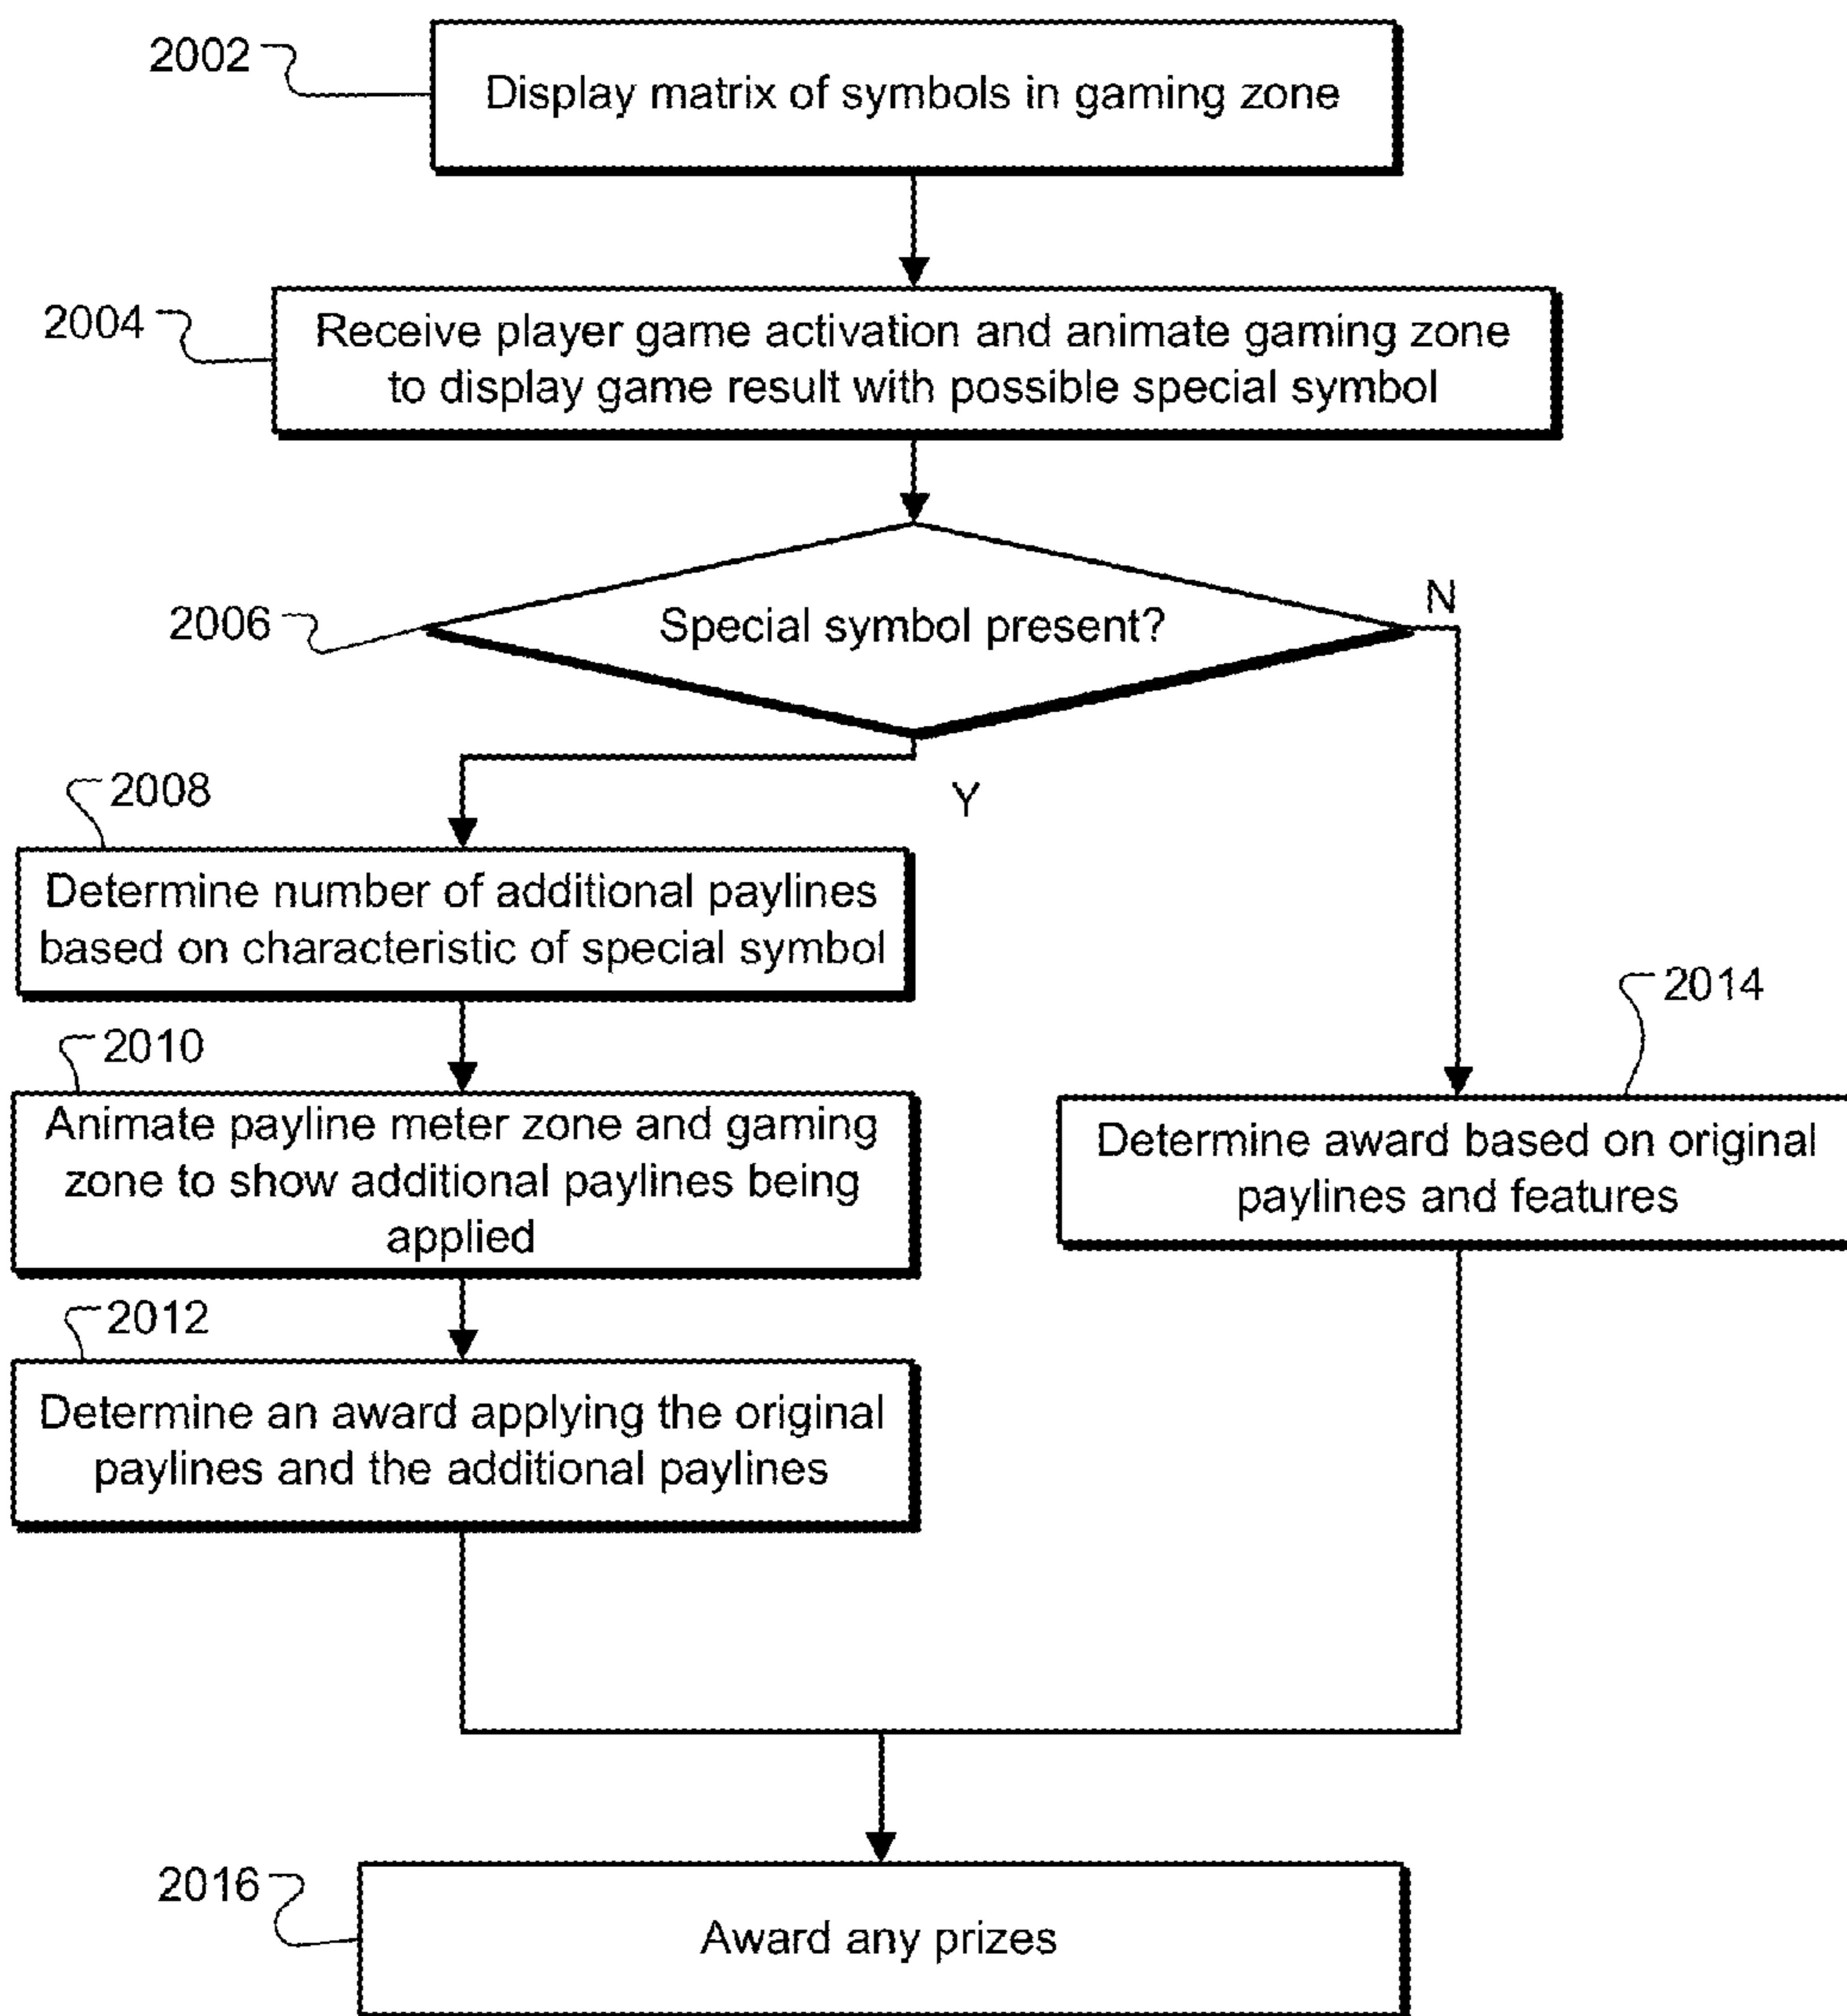 2002
Display matrix of symbols in gaming zone
2004
Receive player game activation and animate gaming zone
to display game result with possible special symbol
2006
Special symbol present?
N
Y
2008
Determine number of additional paylines
based on characteristic of special symbol
2010
Animate payline meter zone and gaming
zone to show additional paylines being
applied
2014
Determine award based on original
paylines and features
2012
Determine an award applying the original
paylines and the additional paylines
2016
Award any prizes